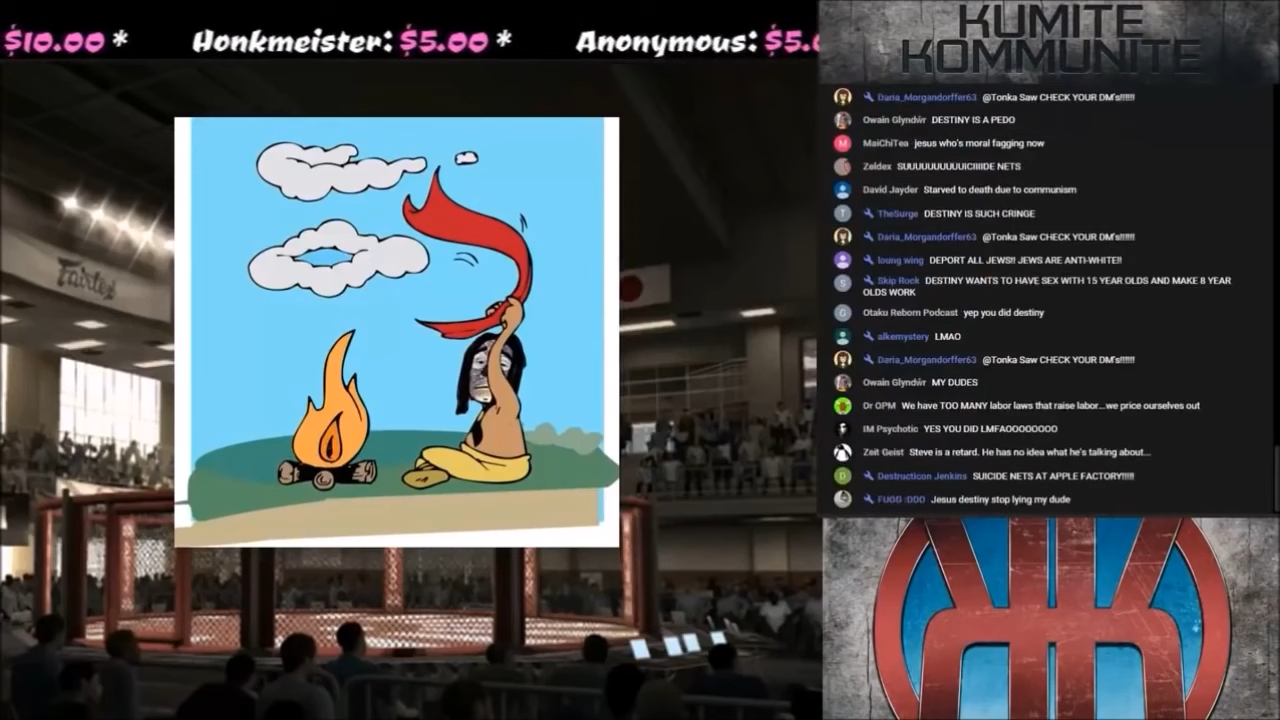 $10.00 *
Honkmeister: $5.00 *
Anonymous:
KUMITE
KOMMUNITE
Daria_Morgandorffer63 @Tonka Saw CHECK YOUR DM's!!!!!!
Owain Glyndŵr DESTINY IS A PEDO
MaiChiTea jesus who's moral fagging now
Zeldex SUUUUUUUUUUICIIIIDE NETS
David Jayder Starved to death due to communism
TheSurge DESTINY IS SUCH CRINGE
Daria_Morgandorffer63 @Tonka Saw CHECK YOUR DM's!!!!!!
loung wing DEPORT ALL JEWS!! JEWS ARE ANTI-WHITE!!
Skip Rock DESTINY WANTS TO HAVE SEX WITH 15 YEAR OLDS AND MAKE 8 YEAR
OLDS WORK
Otaku Reborn Podcast yep you did destiny
alkemystery LMAO
Daria_Morgandorffer63 @Tonka Saw CHECK YOUR DM's!!!!!!
Owain Glyndŵr MY DUDES
Dr OPM We have TOO MANY labor laws that raise labor...we price ourselves out
IM Psychotic YES YOU DID LMFAOOOOOOOO
Zeit Geist Steve is a retard. He has no idea what he's talking about...
Destructicon Jenkins SUICIDE NETS AT APPLE FACTORY!!!!!
FUGG :DDD Jesus destiny stop lying my dude
Fairtex